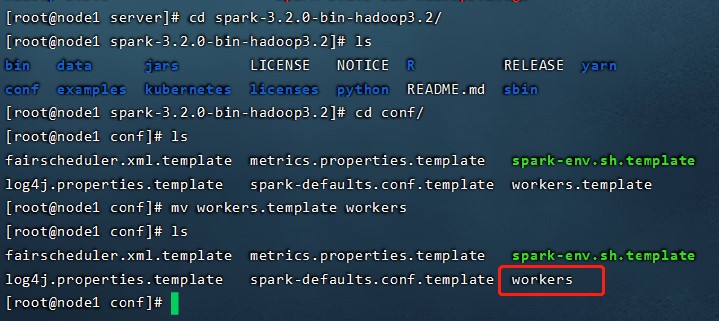 [root@node1 server]# cd spark-3.2.0-bin-hadoop3.2/
[root@node1 spark-3.2.0-bin-hadoop3.2]# ls
bin data jars LICENSE NOTICE R RELEASE yarn
conf examples kubernetes licenses python README.md sbin
[root@node1 spark-3.2.0-bin-hadoop3.2]# cd conf/
[root@node1 conf]# ls
fairscheduler.xml.template metrics.properties.template spark-env.sh.template
log4j.properties.template spark-defaults.conf.template workers.template
[root@node1 conf]# mv workers.template workers
[root@node1 conf]# ls
fairscheduler.xml.template metrics.properties.template spark-env.sh.template
log4j.properties.template spark-defaults.conf.template workers
[root@node1 conf]#